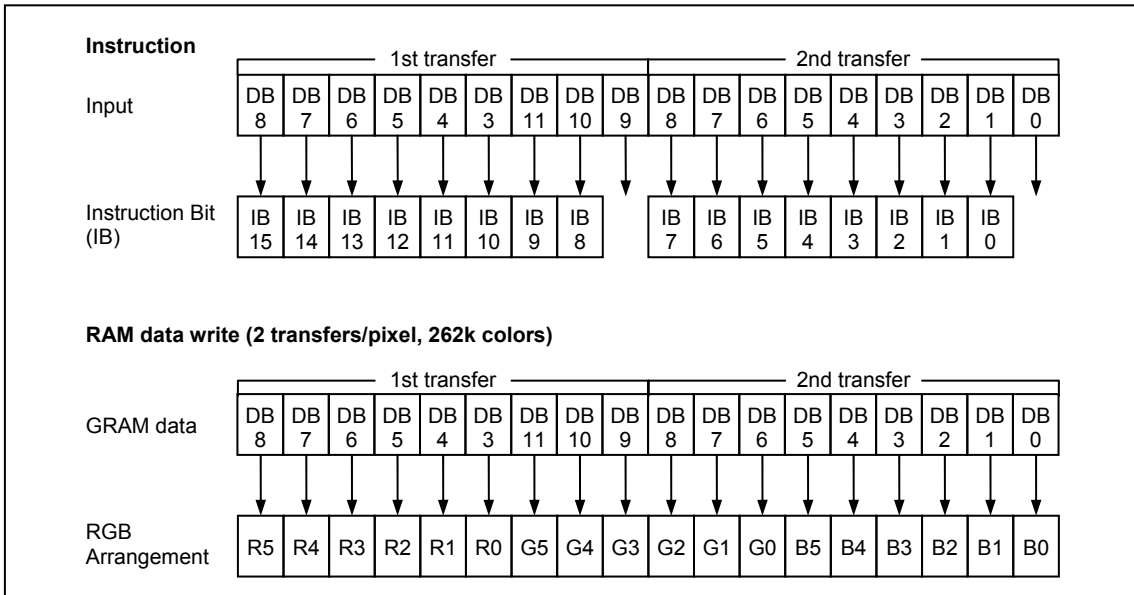 Instruction
1st transfer 2nd transfer
Input DB 8 DB 7 DB 6 DB 5 DB 4 DB 3 DB 11 DB 10 DB 9 DB 8 DB 7 DB 6 DB 5 DB 4 DB 3 DB 2 DB 1 DB 0
Instruction Bit (IB) IB 15 IB 14 IB 13 IB 12 IB 11 IB 10 IB 9 IB 8 IB 7 IB 6 IB 5 IB 4 IB 3 IB 2 IB 1 IB 0
RAM data write (2 transfers/pixel, 262k colors)
1st transfer 2nd transfer
GRAM data DB 8 DB 7 DB 6 DB 5 DB 4 DB 3 DB 11 DB 10 DB 9 DB 8 DB 7 DB 6 DB 5 DB 4 DB 3 DB 2 DB 1 DB 0
RGB Arrangement R5 R4 R3 R2 R1 R0 G5 G4 G3 G2 G1 G0 B5 B4 B3 B2 B1 B0